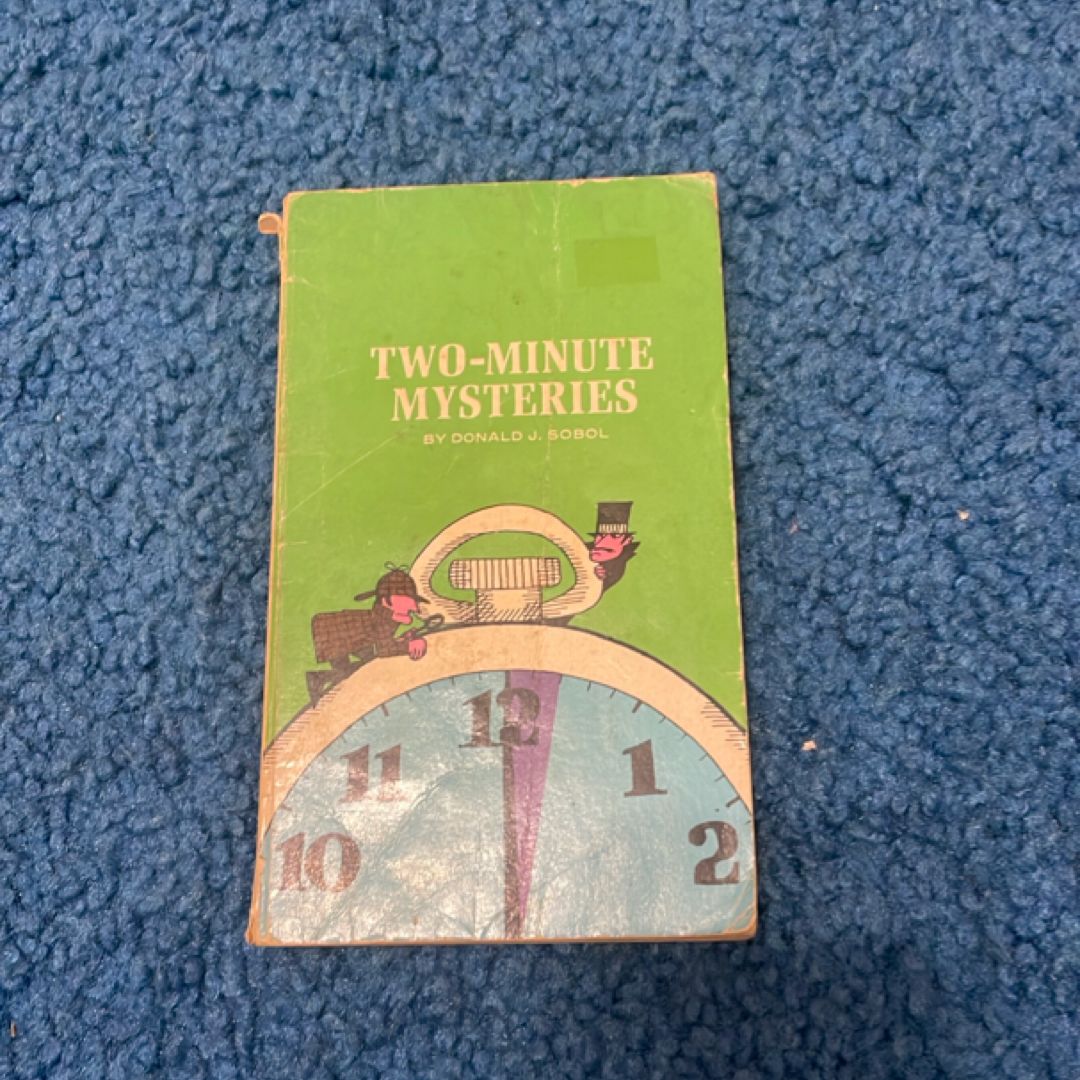 TWO-MINUTE
MYSTERIES
BY DONALD J. SOBOL
12
11
1
10
2